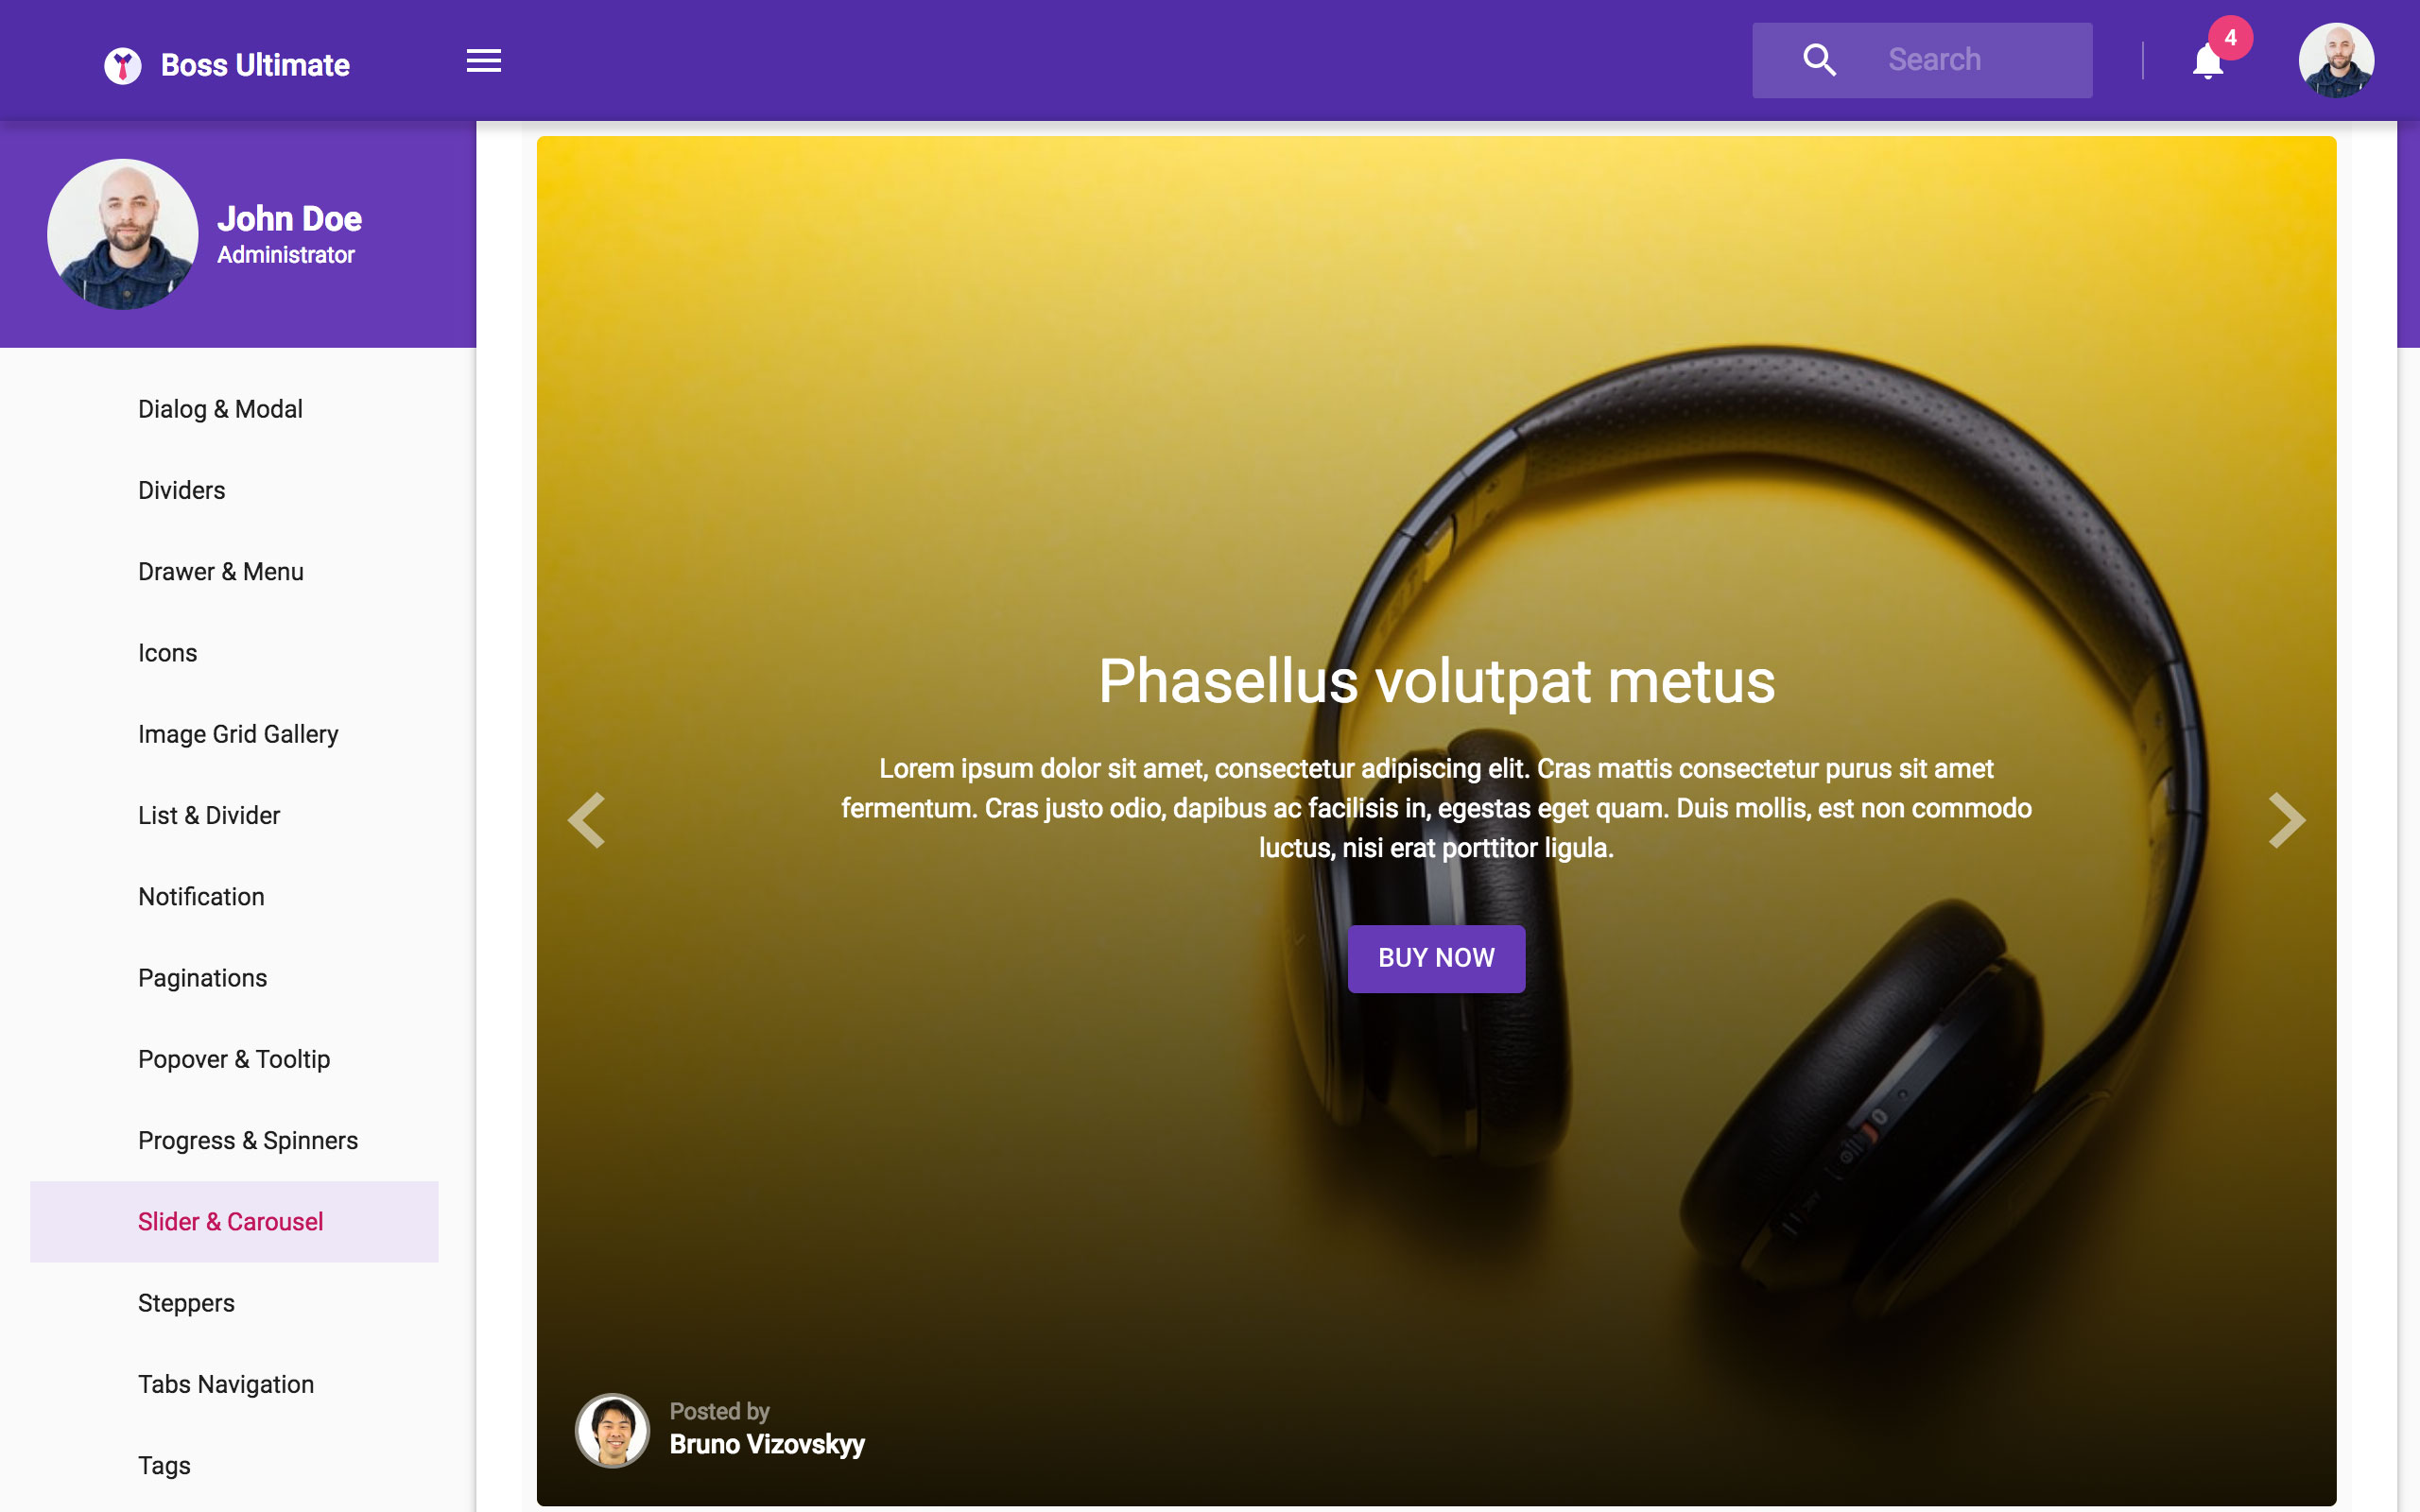 Boss Ultimate
Search
4
John Doe
Administrator
Dialog & Modal
Dividers
Drawer & Menu
Icons
Image Grid Gallery
List & Divider
Notification
Paginations
Popover & Tooltip
Progress & Spinners
Slider & Carousel
Steppers
Tabs Navigation
Tags
Phasellus volutpat metus
Lorem ipsum dolor sit amet, consectetur adipiscing elit. Cras mattis consectetur purus sit amet
fermentum. Cras justo odio, dapibus ac facilisis in, egestas eget quam. Duis mollis, est non commodo
luctus, nisi erat porttitor ligula.
BUY NOW
Posted by
Bruno Vizovskyy